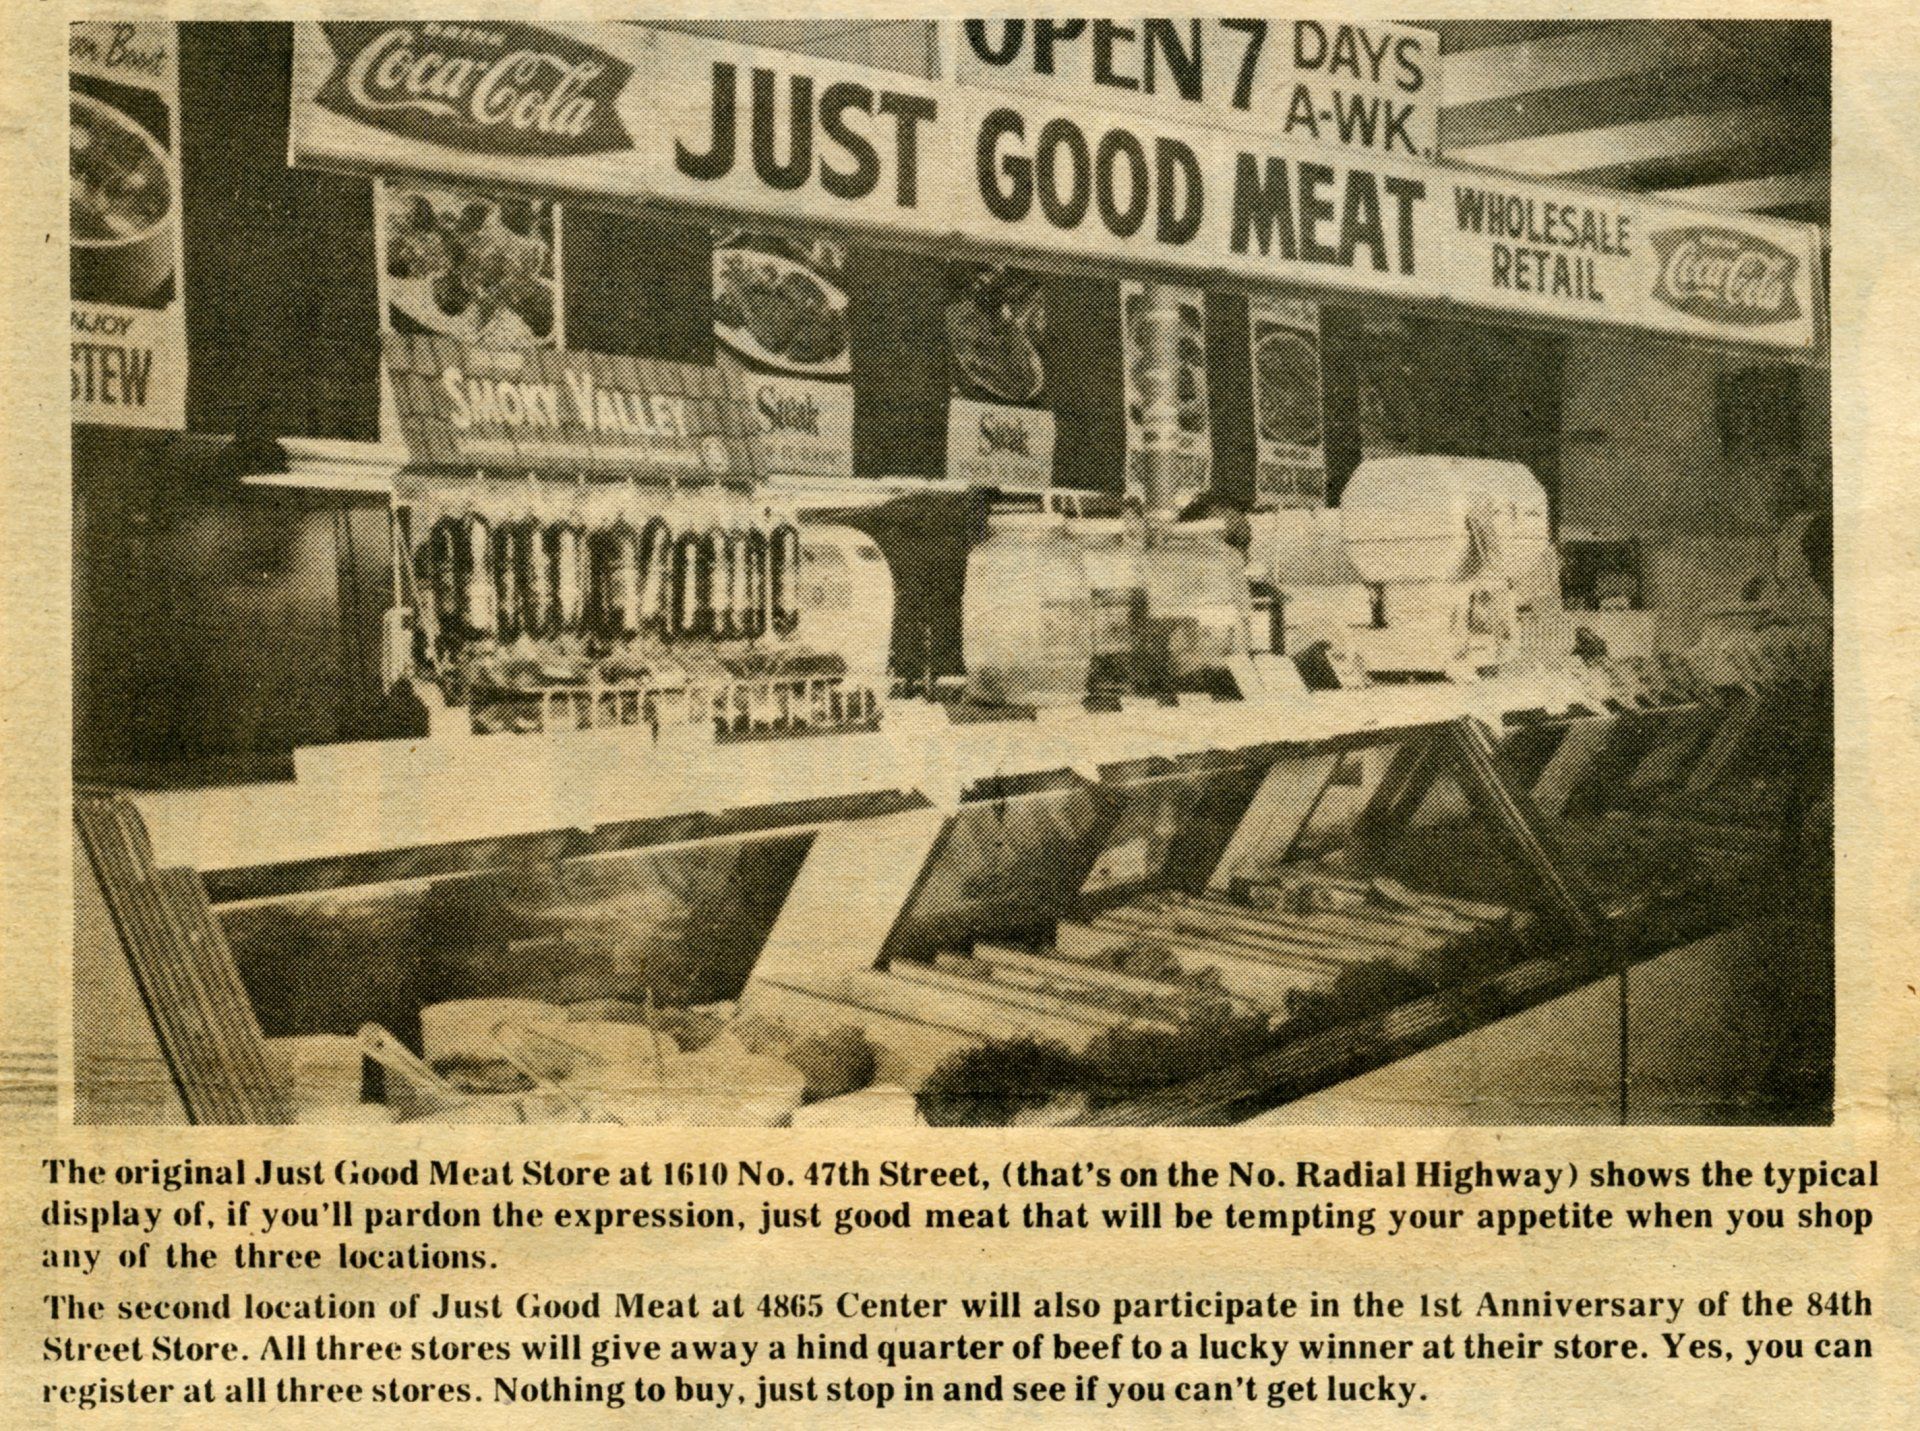 OPEN 7 DAYS
A-WK.
Coca-Cola
JUST GOOD MEAT
WHOLESALE
RETAIL
Coca-Cola
NJOY
STEW
SMOKY VALLEY
Steak
Steak
The original Just Good Meat Store at 1610 No. 47th Street, (that's on the No. Radial Highway) shows the typical
display of, if you'll pardon the expression, just good meat that will be tempting your appetite when you shop
any of the three locations.
The second location of Just Good Meat at 4865 Center will also participate in the 1st Anniversary of the 84th
Street Store. All three stores will give away a hind quarter of beef to a lucky winner at their store. Yes, you can
register at all three stores. Nothing to buy, just stop in and see if you can't get lucky.